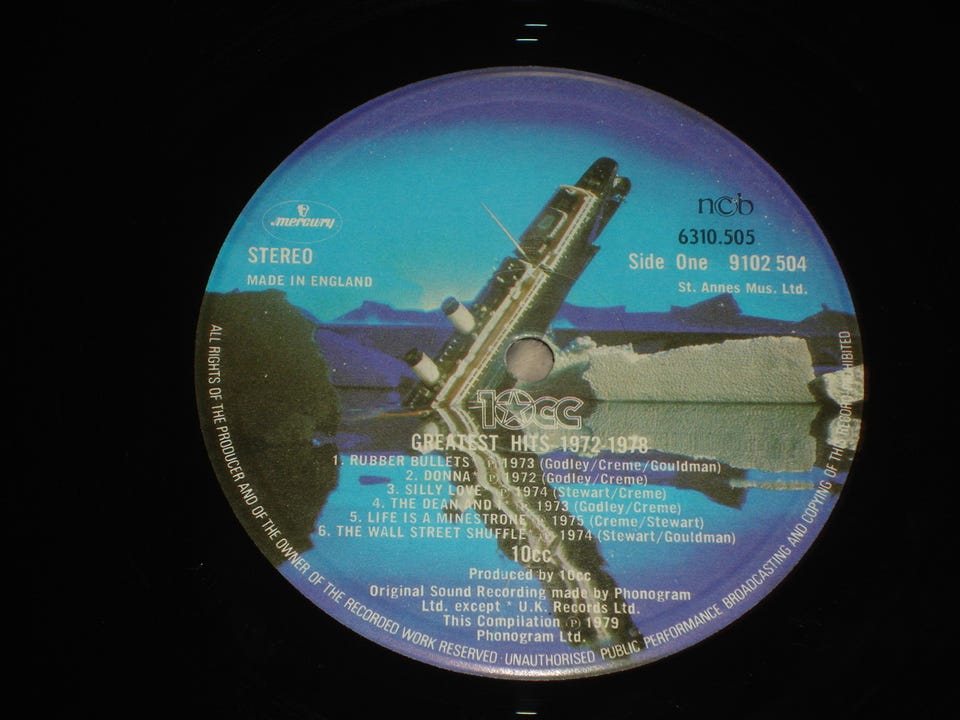 mercury
STEREO
MADE IN ENGLAND
ncb
6310.505
Side One 9102 504
St. Annes Mus. Ltd.
10cc
GREATEST HITS 1972-1978
1. RUBBER BULLETS* ℗ 1973 (Godley/Creme/Gouldman)
2. DONNA* ℗ 1972 (Godley/Creme)
3. SILLY LOVE* ℗ 1974 (Stewart/Creme)
4. THE DEAN AND I* ℗ 1973 (Godley/Creme)
5. LIFE IS A MINESTRONE ℗ 1975 (Creme/Stewart)
6. THE WALL STREET SHUFFLE* ℗ 1974 (Stewart/Gouldman)
10cc
Produced by 10cc
Original Sound Recording made by Phonogram
Ltd. except * U.K. Records Ltd.
This Compilation ℗ 1979
Phonogram Ltd.
ALL RIGHTS OF THE PRODUCER AND OF THE OWNER OF THE RECORDED WORK RESERVED · UNAUTHORISED PUBLIC PERFORMANCE BROADCASTING AND COPYING OF THIS RECORD PROHIBITED